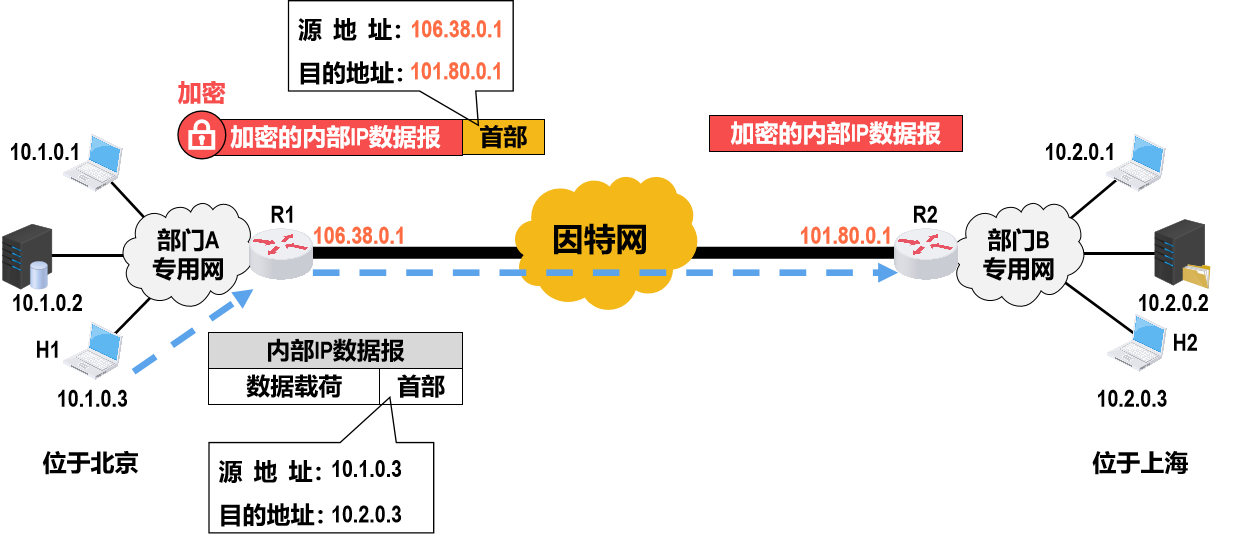 源 地 址：106.38.0.1
目的地址：101.80.0.1
加密
加密的内部IP数据报 首部
加密的内部IP数据报
10.1.0.1
10.2.0.1
R1
R2
106.38.0.1
101.80.0.1
部门A
专用网
因特网
部门B
专用网
10.1.0.2
10.2.0.2
H1
H2
内部IP数据报
数据载荷 首部
10.1.0.3
10.2.0.3
位于北京
位于上海
源 地 址：10.1.0.3
目的地址：10.2.0.3